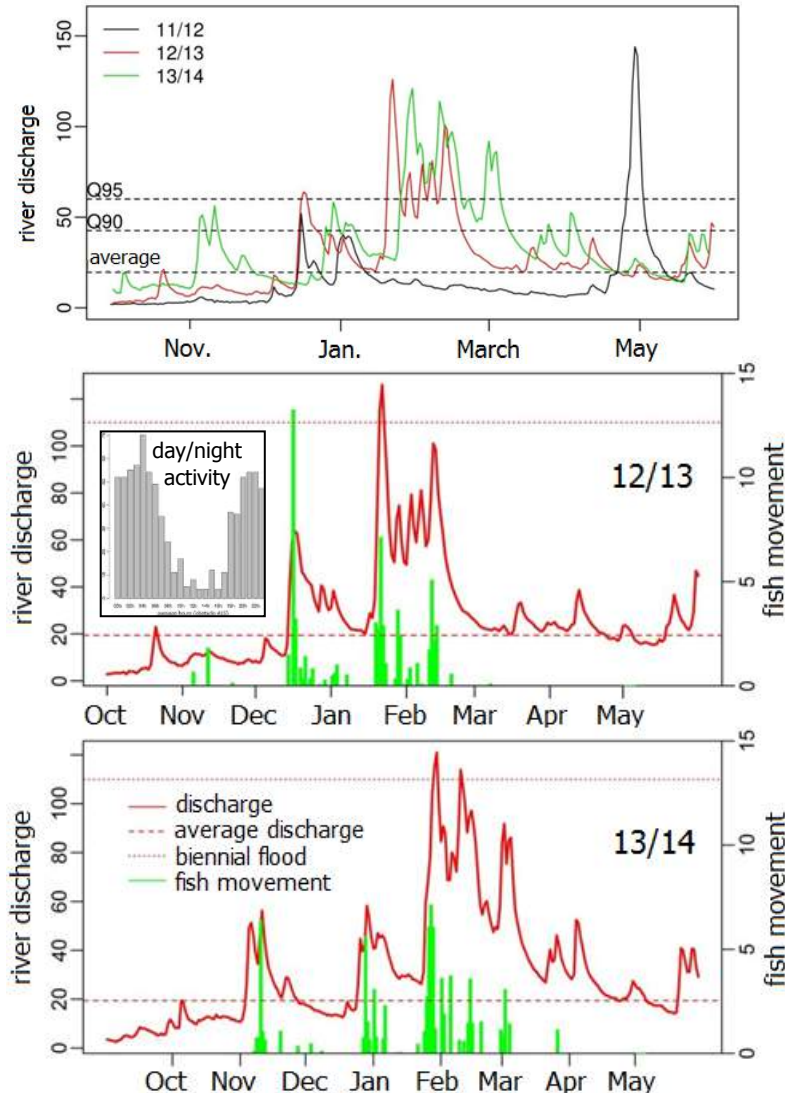 11/12
12/13
13/14
150
100
50
0
river discharge
Q95
Q90
average
Nov. Jan. March May
day/night
activity
12/13
100
80
60
40
20
0
river discharge
15
10
5
0
fish movement
Oct Nov Dec Jan Feb Mar Apr May
discharge
average discharge
biennial flood
fish movement
13/14
100
80
60
40
20
0
river discharge
15
10
5
0
fish movement
Oct Nov Dec Jan Feb Mar Apr May